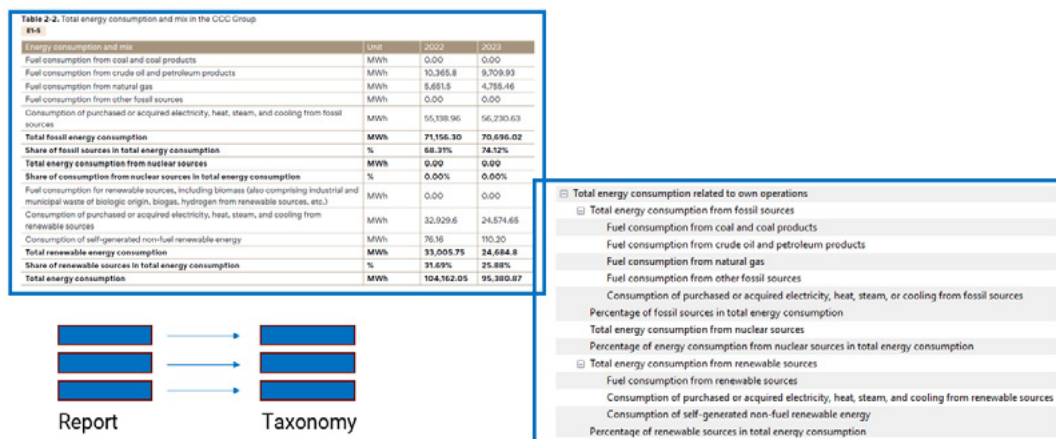 Table 2-2. Total energy consumption and mix in the CCC Group
E1-5
Energy consumption and mix Unit 2022 2023
Fuel consumption from coal and coal products MWh 0.00 0.00
Fuel consumption from crude oil and petroleum products MWh 10,365.8 9,709.93
Fuel consumption from natural gas MWh 5,651.5 4,755.46
Fuel consumption from other fossil sources MWh 0.00 0.00
Consumption of purchased or acquired electricity, heat, steam, and cooling from fossil
sources MWh 55,138.96 56,230.63
Total fossil energy consumption MWh 71,156.30 70,696.02
Share of fossil sources in total energy consumption % 68.31% 74.12%
Total energy consumption from nuclear sources MWh 0.00 0.00
Share of consumption from nuclear sources in total energy consumption % 0.00% 0.00%
Fuel consumption for renewable sources, including biomass (also comprising industrial and
municipal waste of biologic origin, biogas, hydrogen from renewable sources, etc.) MWh 0.00 0.00
Consumption of purchased or acquired electricity, heat, steam, and cooling from
renewable sources MWh 32,929.6 24,574.65
Consumption of self-generated non-fuel renewable energy MWh 76.16 110.20
Total renewable energy consumption MWh 33,005.75 24,684.8
Share of renewable sources in total energy consumption % 31.69% 25.88%
Total energy consumption MWh 104,162.05 95,380.87
Total energy consumption related to own operations
Total energy consumption from fossil sources
Fuel consumption from coal and coal products
Fuel consumption from crude oil and petroleum products
Fuel consumption from natural gas
Fuel consumption from other fossil sources
Consumption of purchased or acquired electricity, heat, steam, or cooling from fossil sources
Percentage of fossil sources in total energy consumption
Total energy consumption from nuclear sources
Percentage of energy consumption from nuclear sources in total energy consumption
Total energy consumption from renewable sources
Fuel consumption from renewable sources
Consumption of purchased or acquired electricity, heat, steam, and cooling from renewable sources
Consumption of self-generated non-fuel renewable energy
Percentage of renewable sources in total energy consumption
Report Taxonomy